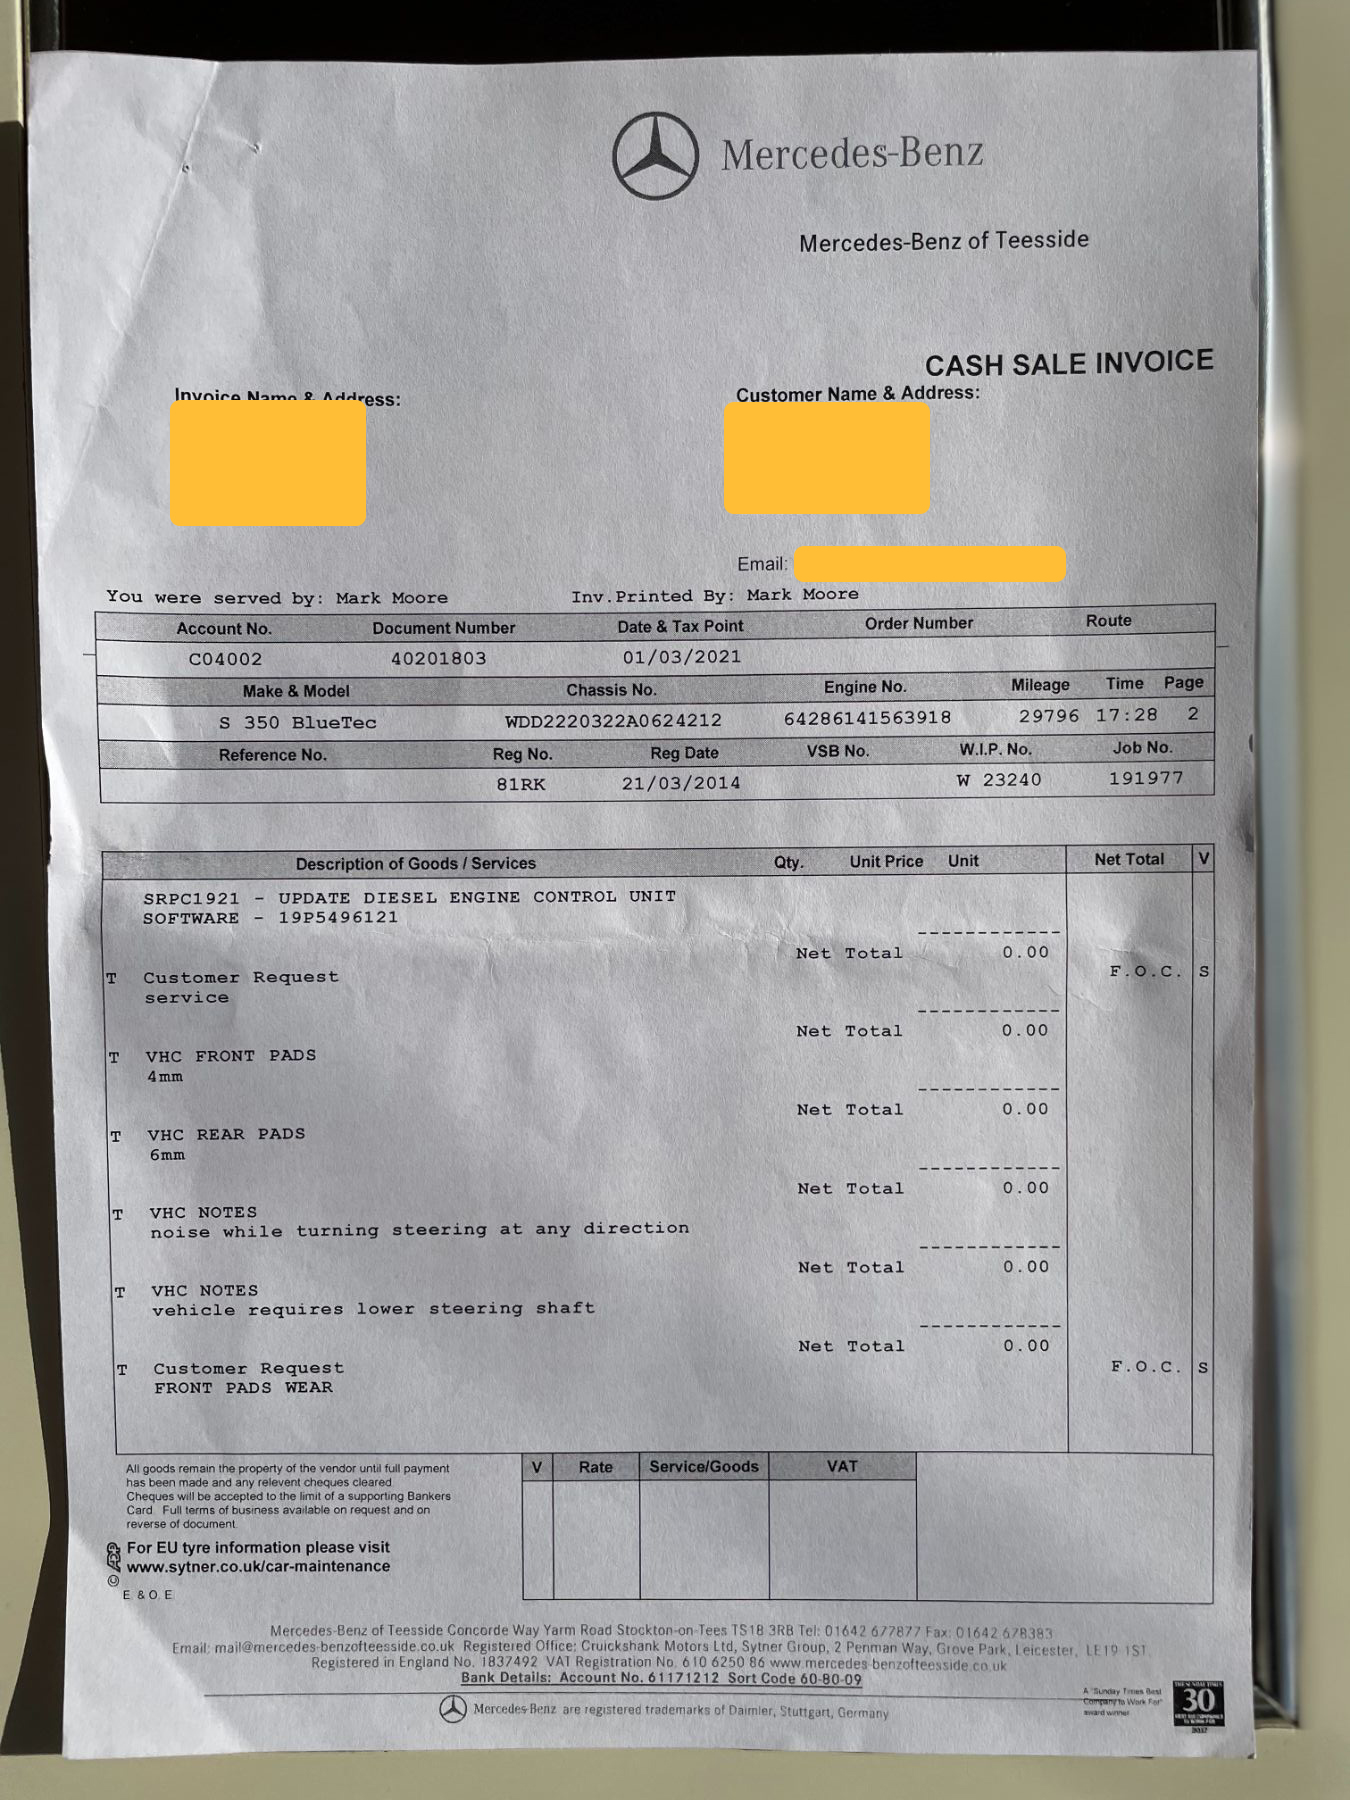 Mercedes-Benz
Mercedes-Benz of Teesside
CASH SALE INVOICE
Invoice Name & Address:
Customer Name & Address:
Email:
You were served by: Mark Moore Inv.Printed By: Mark Moore
Account No. Document Number Date & Tax Point Order Number Route
C04002 40201803 01/03/2021
Make & Model Chassis No. Engine No. Mileage Time Page
S 350 BlueTec WDD2220322A0624212 64286141563918 29796 17:28 2
Reference No. Reg No. Reg Date VSB No. W.I.P. No. Job No.
81RK 21/03/2014 W 23240 191977
Description of Goods / Services Qty. Unit Price Unit Net Total V
SRPC1921 - UPDATE DIESEL ENGINE CONTROL UNIT
SOFTWARE - 19P5496121
Net Total 0.00
T Customer Request F.O.C. S
service
Net Total 0.00
T VHC FRONT PADS
4mm
Net Total 0.00
T VHC REAR PADS
6mm
Net Total 0.00
T VHC NOTES
noise while turning steering at any direction
Net Total 0.00
T VHC NOTES
vehicle requires lower steering shaft
Net Total 0.00
T Customer Request F.O.C. S
FRONT PADS WEAR
All goods remain the property of the vendor until full payment
has been made and any relevent cheques cleared.
Cheques will be accepted to the limit of a supporting Bankers
Card. Full terms of business available on request and on
reverse of document
V Rate Service/Goods VAT
For EU tyre information please visit
www.sytner.co.uk/car-maintenance
E & O E
Mercedes-Benz of Teesside Concorde Way Yarm Road Stockton-on-Tees TS18 3RB Tel: 01642 677877 Fax: 01642 678383
Email: mail@mercedes-benzofteesside.co.uk Registered Office: Cruickshank Motors Ltd, Sytner Group, 2 Penman Way, Grove Park, Leicester, LE19 1ST.
Registered in England No. 1837492 VAT Registration No. 610 6250 86 www.mercedes-benzofteesside.co.uk
Bank Details: Account No. 61171212 Sort Code 60-80-09
Mercedes-Benz are registered trademarks of Daimler, Stuttgart, Germany
A 'Sunday Times Best
Company to Work For'
award winner
30
2017